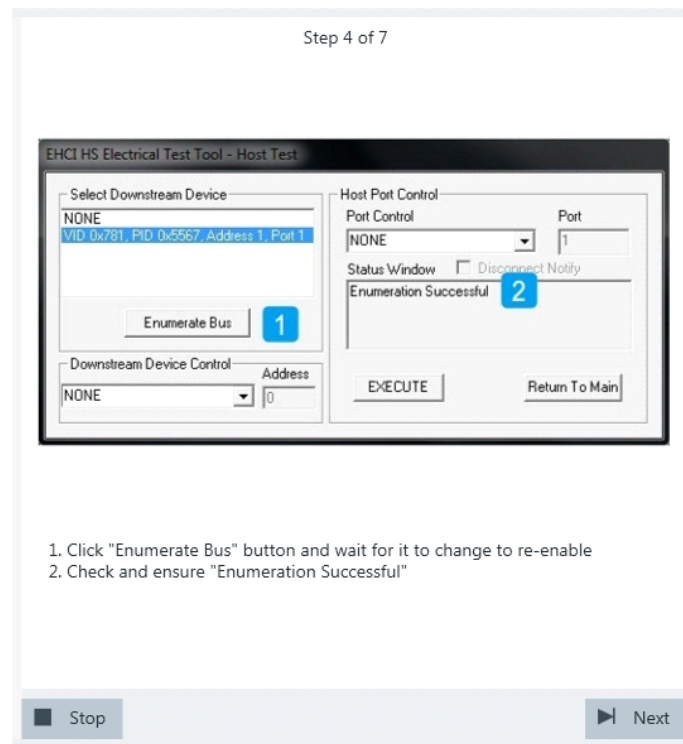 Step 4 of 7
EHCI HS Electrical Test Tool - Host Test
Select Downstream Device
NONE
VID 0x781, PID 0x5567, Address 1, Port 1
Enumerate Bus
1
Downstream Device Control
Address
NONE
0
Host Port Control
Port Control
Port
NONE
1
Status Window
Disconnect Notify
Enumeration Successful
2
EXECUTE
Return To Main
1. Click "Enumerate Bus" button and wait for it to change to re-enable
2. Check and ensure "Enumeration Successful"
Stop
Next